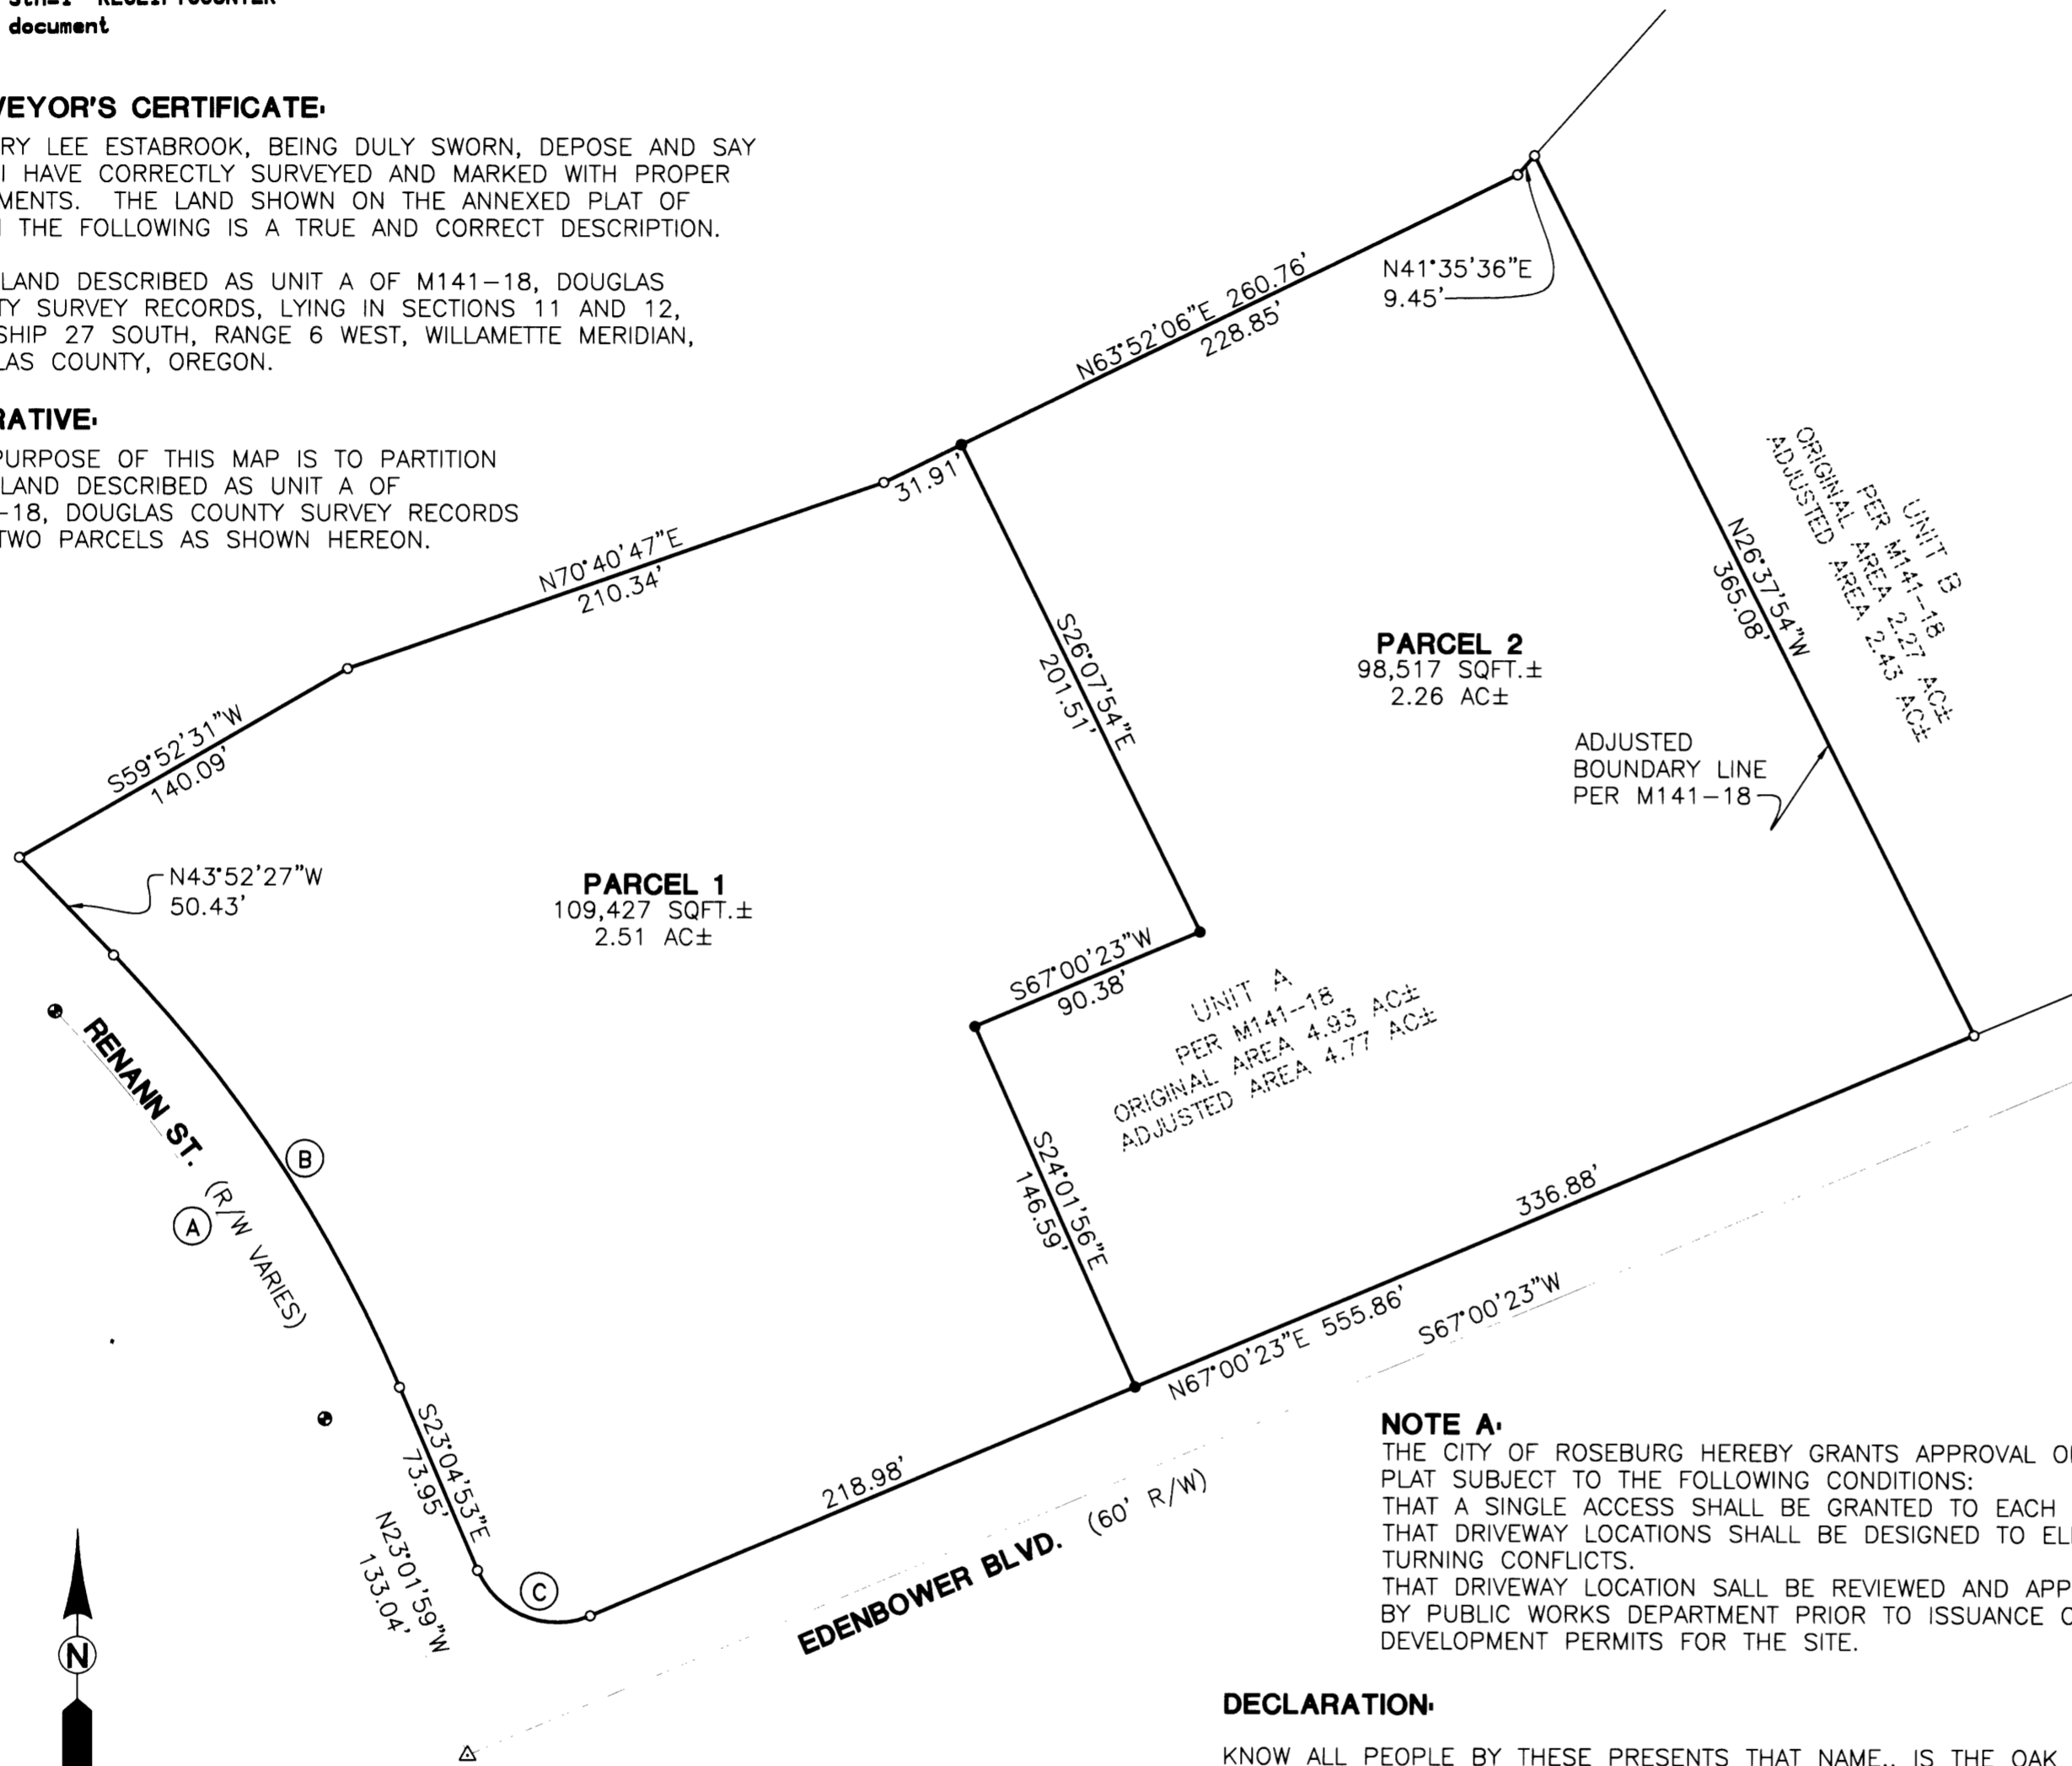 document
VEYOR'S CERTIFICATE:
RY LEE ESTABROOK, BEING DULY SWORN, DEPOSE AND SAY
I HAVE CORRECTLY SURVEYED AND MARKED WITH PROPER
MENTS. THE LAND SHOWN ON THE ANNEXED PLAT OF
THE FOLLOWING IS A TRUE AND CORRECT DESCRIPTION.
LAND DESCRIBED AS UNIT A OF M141-18, DOUGLAS
TY SURVEY RECORDS, LYING IN SECTIONS 11 AND 12,
SHIP 27 SOUTH, RANGE 6 WEST, WILLAMETTE MERIDIAN,
LAS COUNTY, OREGON.
RATIVE:
PURPOSE OF THIS MAP IS TO PARTITION
LAND DESCRIBED AS UNIT A OF
-18, DOUGLAS COUNTY SURVEY RECORDS
TWO PARCELS AS SHOWN HEREON.
N41°35'36"E
9.45'
N63°52'06"E 260.76'
228.85'
31.91'
N70°40'47"E
210.34'
S59°52'31"W
140.09'
N43°52'27"W
50.43'
PARCEL 1
109,427 SQFT.±
2.51 AC±
S26°07'54"E
201.51'
PARCEL 2
98,517 SQFT.±
2.26 AC±
N26°37'54"W
365.08'
UNIT B
PER M141-18
ORIGINAL AREA 2.27 AC±
ADJUSTED AREA 2.43 AC±
ADJUSTED
BOUNDARY LINE
PER M141-18
S67°00'23"W
90.38'
UNIT A
PER M141-18
ORIGINAL AREA 4.93 AC±
ADJUSTED AREA 4.77 AC±
S24°01'56"E
146.59'
RENANN ST. (R/W VARIES)
B
A
336.88'
N67°00'23"E 555.86'
S67°00'23"W
218.98'
S23°04'53"E
73.95'
N23°01'59"W
133.04'
C
EDENBOWER BLVD. (60' R/W)
N
NOTE A:
THE CITY OF ROSEBURG HEREBY GRANTS APPROVAL O
PLAT SUBJECT TO THE FOLLOWING CONDITIONS:
THAT A SINGLE ACCESS SHALL BE GRANTED TO EACH
THAT DRIVEWAY LOCATIONS SHALL BE DESIGNED TO EL
TURNING CONFLICTS.
THAT DRIVEWAY LOCATION SALL BE REVIEWED AND APP
BY PUBLIC WORKS DEPARTMENT PRIOR TO ISSUANCE O
DEVELOPMENT PERMITS FOR THE SITE.
DECLARATION:
KNOW ALL PEOPLE BY THESE PRESENTS THAT NAME., IS THE OAK